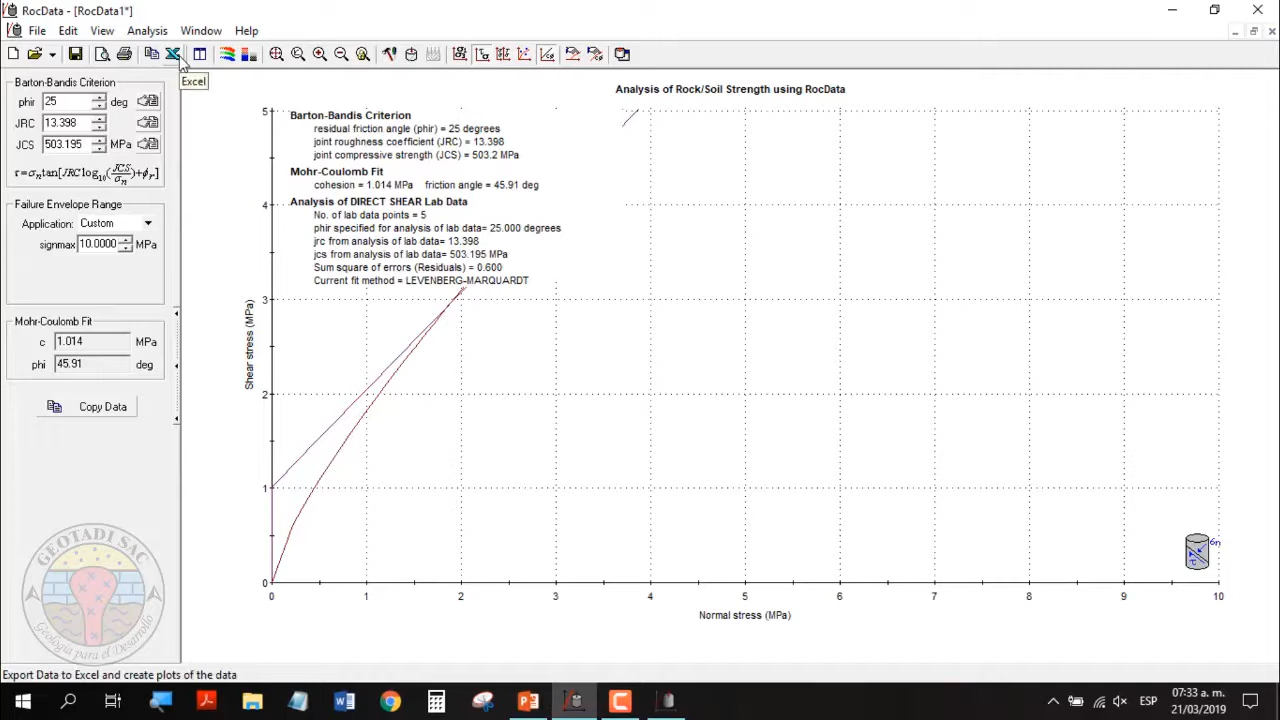 RocData - [RocData1*]
File Edit View Analysis Window Help
Excel
Barton-Bandis Criterion
phir 25 deg
JRC 13.398
JCS 503.195 MPa
τ=σn tan[JRC log10(JCS/σn)+ϕr]
Failure Envelope Range
Application: Custom
signmax 10.0000 MPa
Mohr-Coulomb Fit
c 1.014 MPa
phi 45.91 deg
Copy Data
GEOTADI S.A.C
Geología para el Desarrollo
Analysis of Rock/Soil Strength using RocData
Barton-Bandis Criterion
residual friction angle (phir) = 25 degrees
joint roughness coefficient (JRC) = 13.398
joint compressive strength (JCS) = 503.2 MPa
Mohr-Coulomb Fit
cohesion = 1.014 MPa friction angle = 45.91 deg
Analysis of DIRECT SHEAR Lab Data
No. of lab data points = 5
phir specified for analysis of lab data= 25.000 degrees
jrc from analysis of lab data= 13.398
jcs from analysis of lab data= 503.195 MPa
Sum square of errors (Residuals) = 0.600
Current fit method = LEVENBERG-MARQUARDT
5
4
3
2
1
0
Shear stress (MPa)
0 1 2 3 4 5 6 7 8 9 10
Normal stress (MPa)
σn
τ
Export Data to Excel and create plots of the data
ESP
07:33 a. m.
21/03/2019